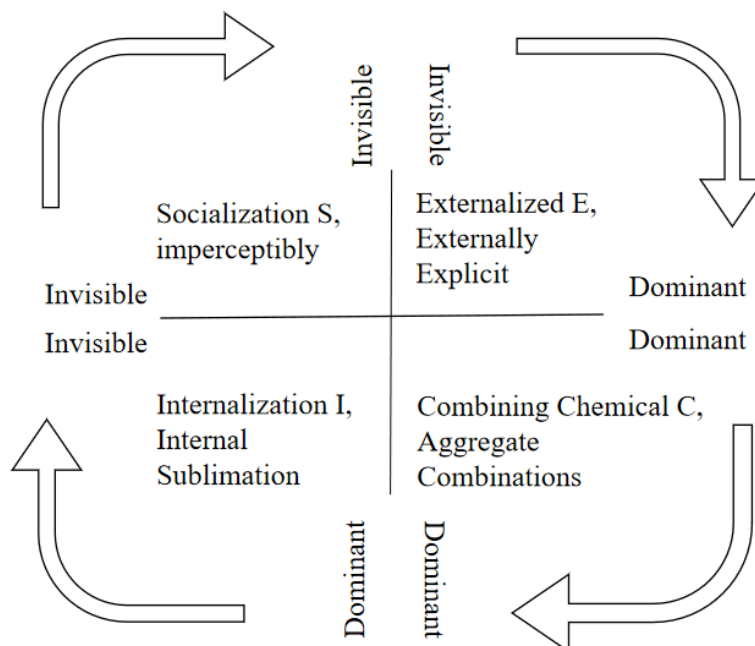 Invisible
Invisible
Socialization S,
imperceptibly
Externalized E,
Externally
Explicit
Invisible
Dominant
Invisible
Dominant
Internalization I,
Internal
Sublimation
Combining Chemical C,
Aggregate
Combinations
Dominant
Dominant